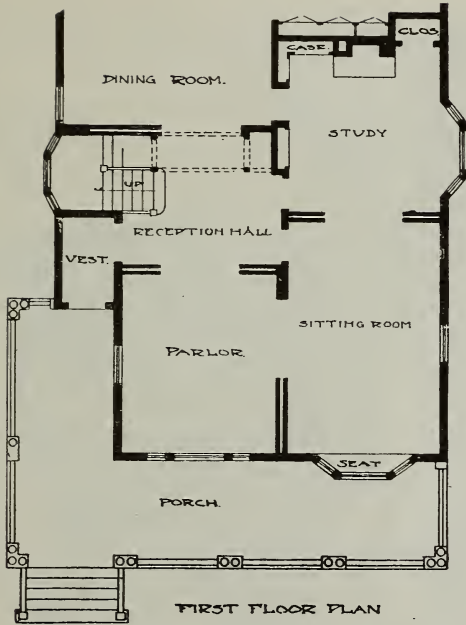 CLOS.
CASE.
DINING ROOM.
STUDY
UP
RECEPTION HALL
VEST.
SITTING ROOM
PARLOR.
SEAT
PORCH.
FIRST FLOOR PLAN